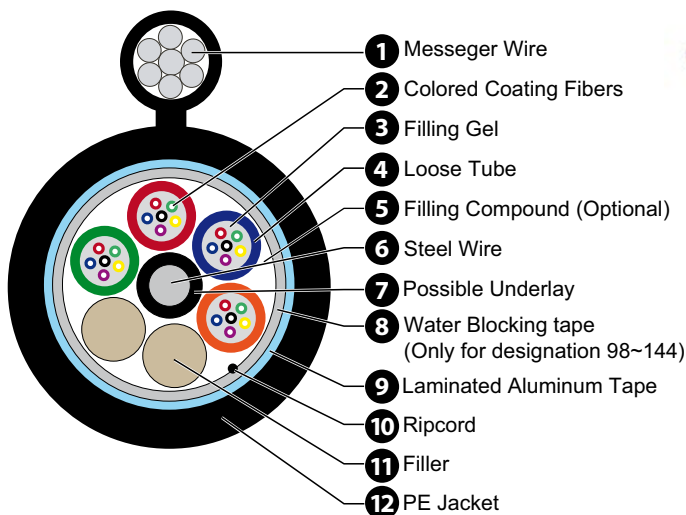 1 Messeger Wire
2 Colored Coating Fibers
3 Filling Gel
4 Loose Tube
5 Filling Compound (Optional)
6 Steel Wire
7 Possible Underlay
8 Water Blocking tape
(Only for designation 98~144)
9 Laminated Aluminum Tape
10 Ripcord
11 Filler
12 PE Jacket